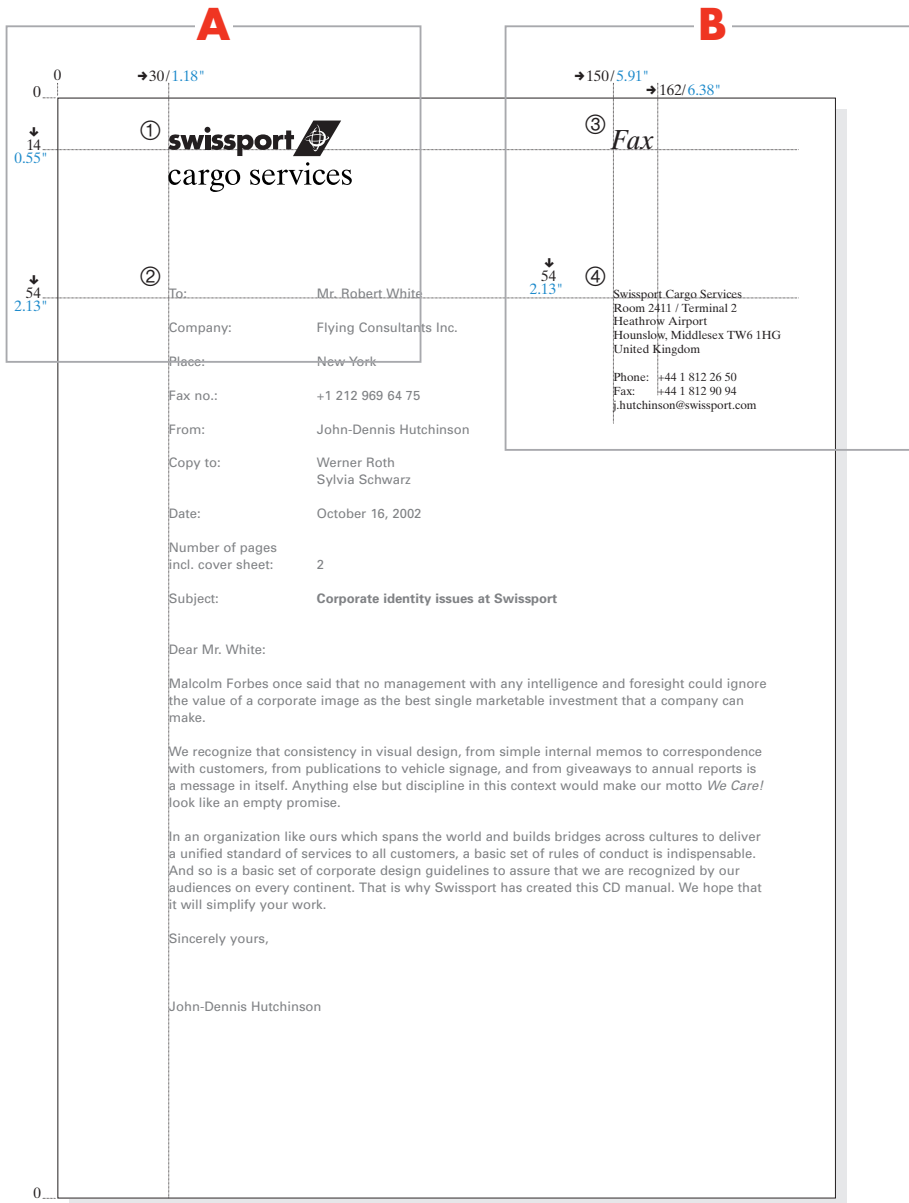 A
B
0
➔30/1.18"
➔150/5.91"
➔162/6.38"
0
14
0.55"
① swissport
cargo services
③ Fax
54
2.13"
②
54
2.13"
④
To: Mr. Robert White
Company: Flying Consultants Inc.
Place: New York
Fax no.: +1 212 969 64 75
From: John-Dennis Hutchinson
Copy to: Werner Roth
Sylvia Schwarz
Date: October 16, 2002
Number of pages
incl. cover sheet: 2
Subject: Corporate identity issues at Swissport
Swissport Cargo Services
Room 2411 / Terminal 2
Heathrow Airport
Hounslow, Middlesex TW6 1HG
United Kingdom
Phone: +44 1 812 26 50
Fax: +44 1 812 90 94
j.hutchinson@swissport.com
Dear Mr. White:
Malcolm Forbes once said that no management with any intelligence and foresight could ignore
the value of a corporate image as the best single marketable investment that a company can
make.
We recognize that consistency in visual design, from simple internal memos to correspondence
with customers, from publications to vehicle signage, and from giveaways to annual reports is
a message in itself. Anything else but discipline in this context would make our motto We Care!
look like an empty promise.
In an organization like ours which spans the world and builds bridges across cultures to deliver
a unified standard of services to all customers, a basic set of rules of conduct is indispensable.
And so is a basic set of corporate design guidelines to assure that we are recognized by our
audiences on every continent. That is why Swissport has created this CD manual. We hope that
it will simplify your work.
Sincerely yours,
John-Dennis Hutchinson
0